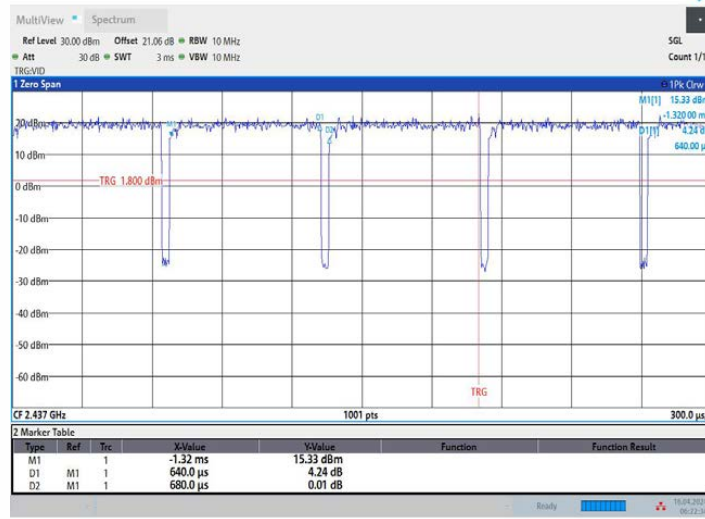 MultiView Spectrum
Ref Level 30.00 dBm Offset 21.06 dB RBW 10 MHz SGL
Att 30 dB SWT 3 ms VBW 10 MHz Count 1/1
TRG:VID
1 Zero Span 1Pk Clrw
M1[1] 15.33 dBm
-1.320 00 m
D1[1] 4.24 d
640.00 µ
M1 D1 D2
20 dBm
10 dBm
TRG 1.800 dBm
0 dBm
-10 dBm
-20 dBm
-30 dBm
-40 dBm
-50 dBm
-60 dBm
TRG
CF 2.437 GHz 1001 pts 300.0 µs
2 Marker Table
Type Ref Trc X-Value Y-Value Function Function Result
M1 1 -1.32 ms 15.33 dBm
D1 M1 1 640.0 µs 4.24 dB
D2 M1 1 680.0 µs 0.01 dB
Ready